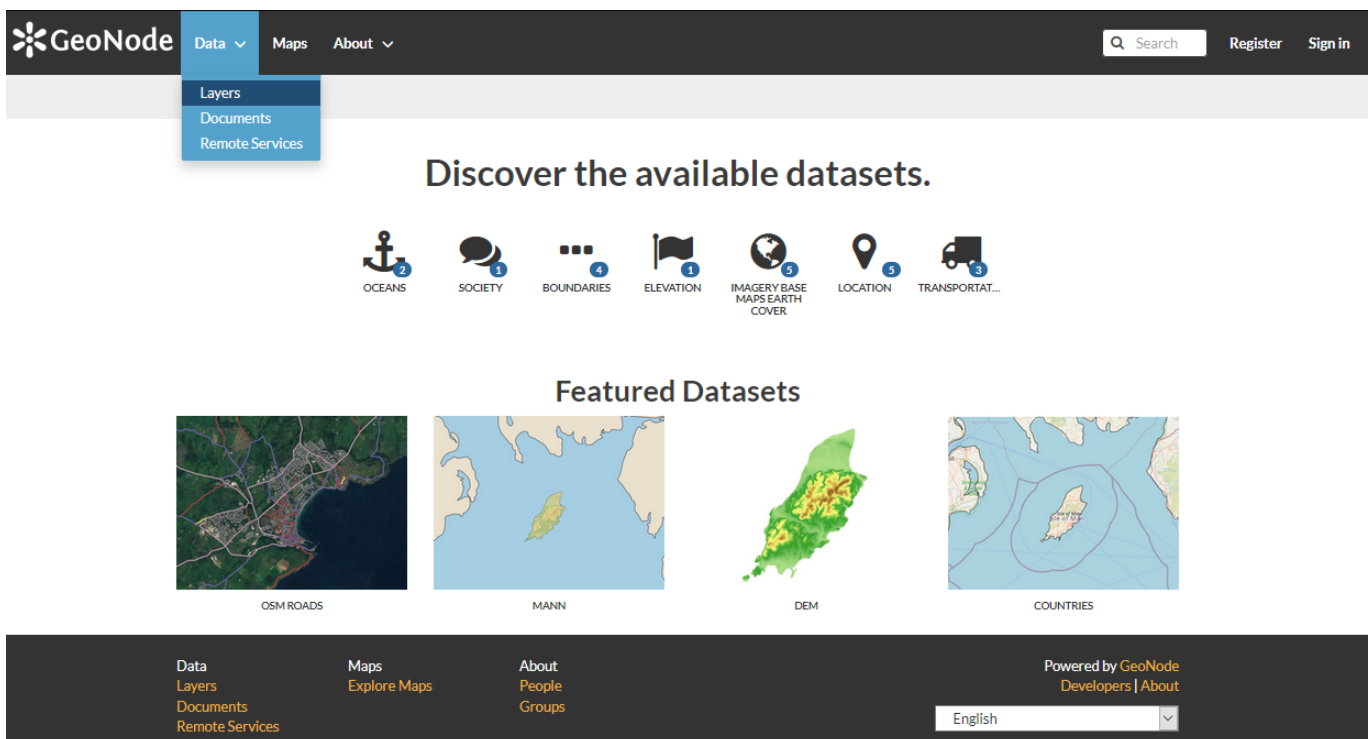 GeoNode Data Maps About Search Register Sign in
Layers
Documents
Remote Services
Discover the available datasets.
2 1 4 1 5 5 3
OCEANS SOCIETY BOUNDARIES ELEVATION IMAGERY BASE MAPS EARTH COVER LOCATION TRANSPORTAT...
Featured Datasets
Isle of Man
OSM ROADS MANN DEM COUNTRIES
Data Maps About Powered by GeoNode
Layers Explore Maps People Developers | About
Documents Groups
Remote Services English